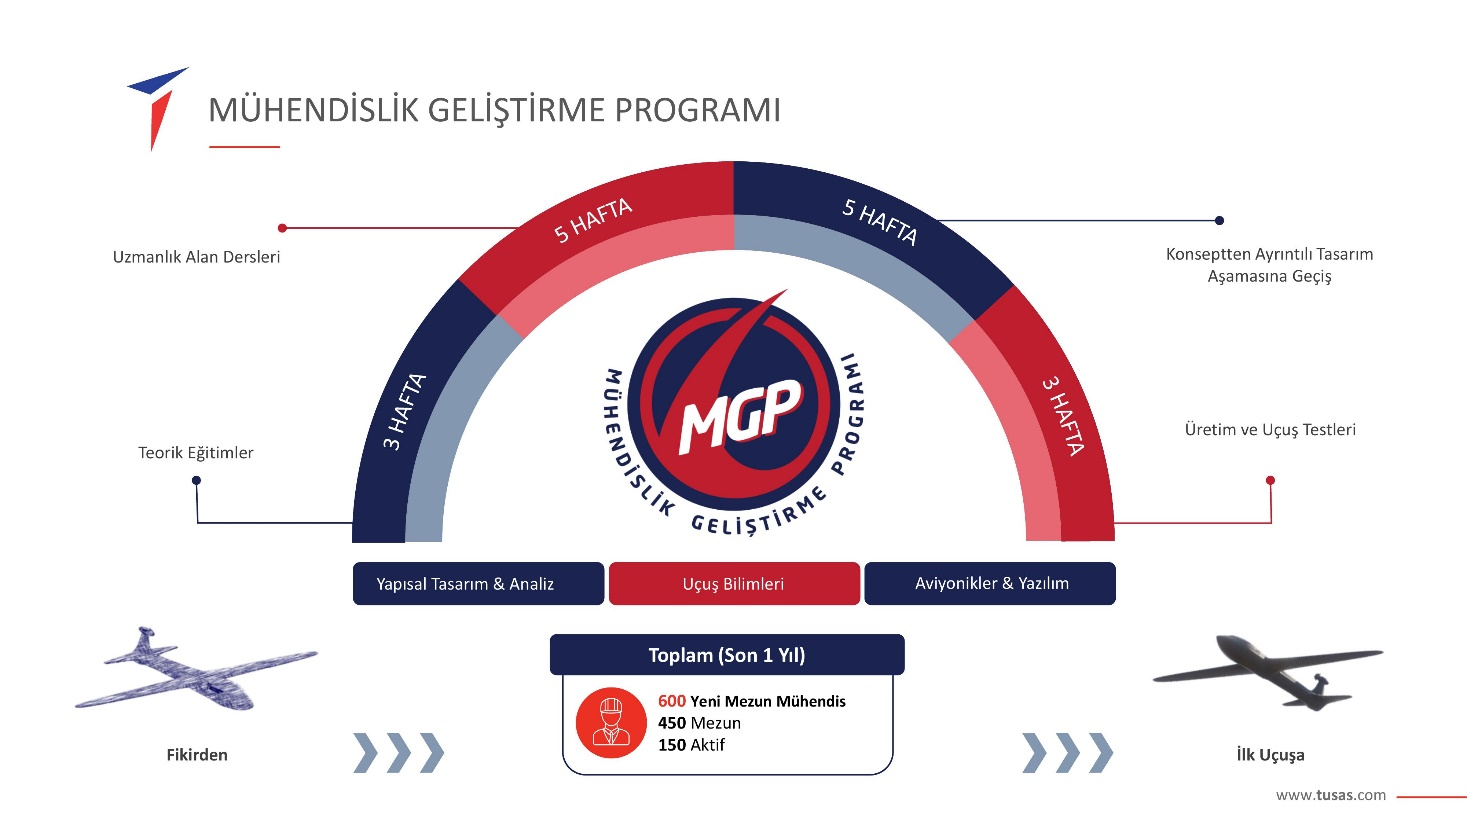 MÜHENDİSLİK GELİŞTİRME PROGRAMI
5 HAFTA
5 HAFTA
Uzmanlık Alan Dersleri
Konseptten Ayrıntılı Tasarım
Aşamasına Geçiş
3 HAFTA
3 HAFTA
MGP
MÜHENDİSLİK GELİŞTİRME PROGRAMI
Teorik Eğitimler
Üretim ve Uçuş Testleri
Yapısal Tasarım & Analiz
Uçuş Bilimleri
Aviyonikler & Yazılım
Toplam (Son 1 Yıl)
600 Yeni Mezun Mühendis
450 Mezun
150 Aktif
Fikirden
İlk Uçuşa
www.tusas.com